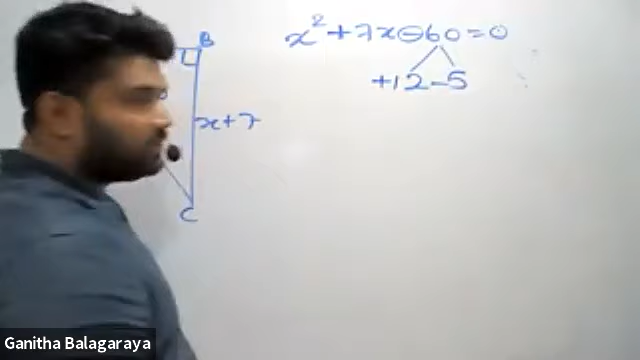 B
x² + 7x - 60 = 0
+12 - 5
x + 7
C
Ganitha Balagaraya